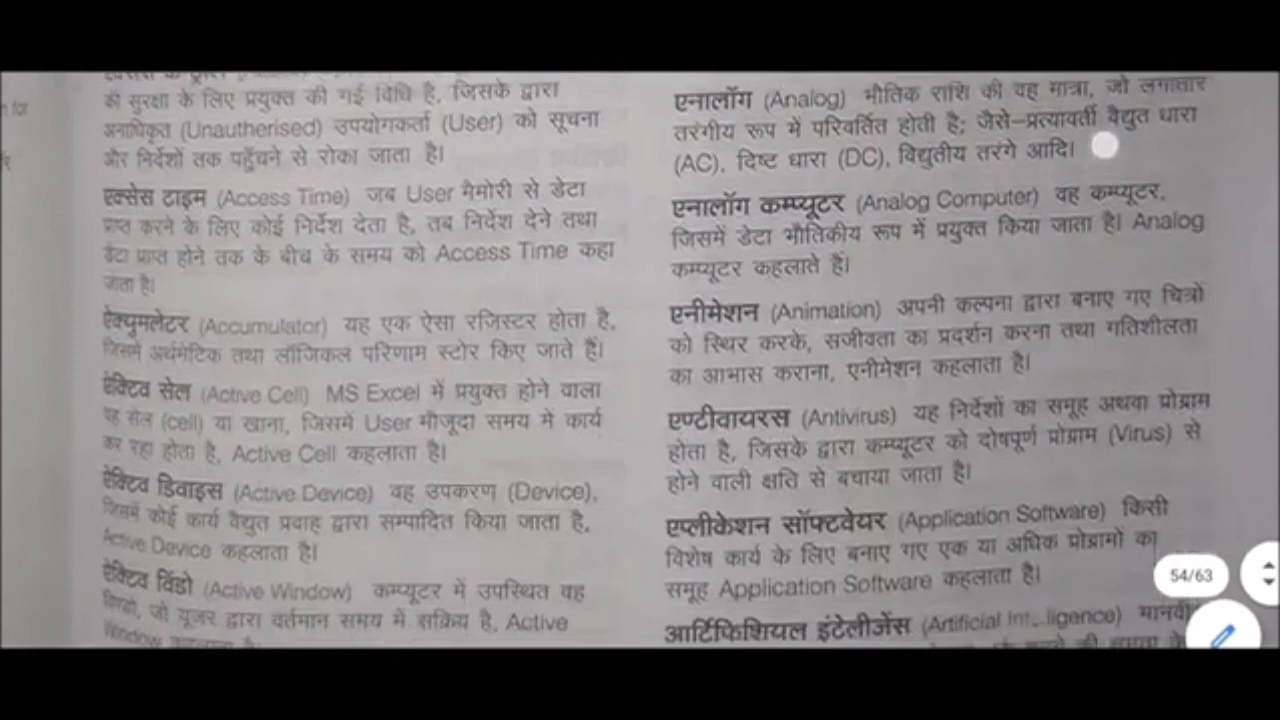 की सुरक्षा के लिए प्रयुक्त की गई विधि है, जिसके द्वारा
अनाधिकृत (Unautherised) उपयोगकर्ता (User) को सूचना
और निर्देशों तक पहुँचने से रोका जाता है।
एक्सेस टाइम (Access Time) जब User मैमोरी से डेटा
प्राप्त करने के लिए कोई निर्देश देता है, तब निर्देश देने तथा
डेटा प्राप्त होने तक के बीच के समय को Access Time कहा
जाता है।
ऐक्युमलेटर (Accumulator) यह एक ऐसा रजिस्टर होता है,
जिसमें अर्थमेटिक तथा लॉजिकल परिणाम स्टोर किए जाते हैं।
ऐक्टिव सेल (Active Cell) MS Excel में प्रयुक्त होने वाला
वह सेल (cell) या खाना, जिसमें User मौजूदा समय में कार्य
कर रहा होता है, Active Cell कहलाता है।
ऐक्टिव डिवाइस (Active Device) वह उपकरण (Device),
जिसमें कोई कार्य वैद्युत प्रवाह द्वारा सम्पादित किया जाता है,
Active Device कहलाता है।
ऐक्टिव विंडो (Active Window) कम्प्यूटर में उपस्थित वह
विण्डो, जो यूजर द्वारा वर्तमान समय में सक्रिय है, Active
Window कहलाता है।
एनालॉग (Analog) भौतिक राशि की वह मात्रा, जो लगातार
तरंगीय रूप में परिवर्तित होती है; जैसे–प्रत्यावर्ती वैद्युत धारा
(AC), दिष्ट धारा (DC), विद्युतीय तरंगे आदि।
एनालॉग कम्प्यूटर (Analog Computer) वह कम्प्यूटर,
जिसमें डेटा भौतिकीय रूप में प्रयुक्त किया जाता है। Analog
कम्प्यूटर कहलाते हैं।
एनीमेशन (Animation) अपनी कल्पना द्वारा बनाए गए चित्रों
को स्थिर करके, सजीवता का प्रदर्शन करना तथा गतिशीलता
का आभास कराना, एनीमेशन कहलाता है।
एण्टीवायरस (Antivirus) यह निर्देशों का समूह अथवा प्रोग्राम
होता है, जिसके द्वारा कम्प्यूटर को दोषपूर्ण प्रोग्राम (Virus) से
होने वाली क्षति से बचाया जाता है।
एप्लीकेशन सॉफ्टवेयर (Application Software) किसी
विशेष कार्य के लिए बनाए गए एक या अधिक प्रोग्रामों का
समूह Application Software कहलाता है।
आर्टिफिशियल इंटेलीजेंस (Artificial Intelligence)
54/63